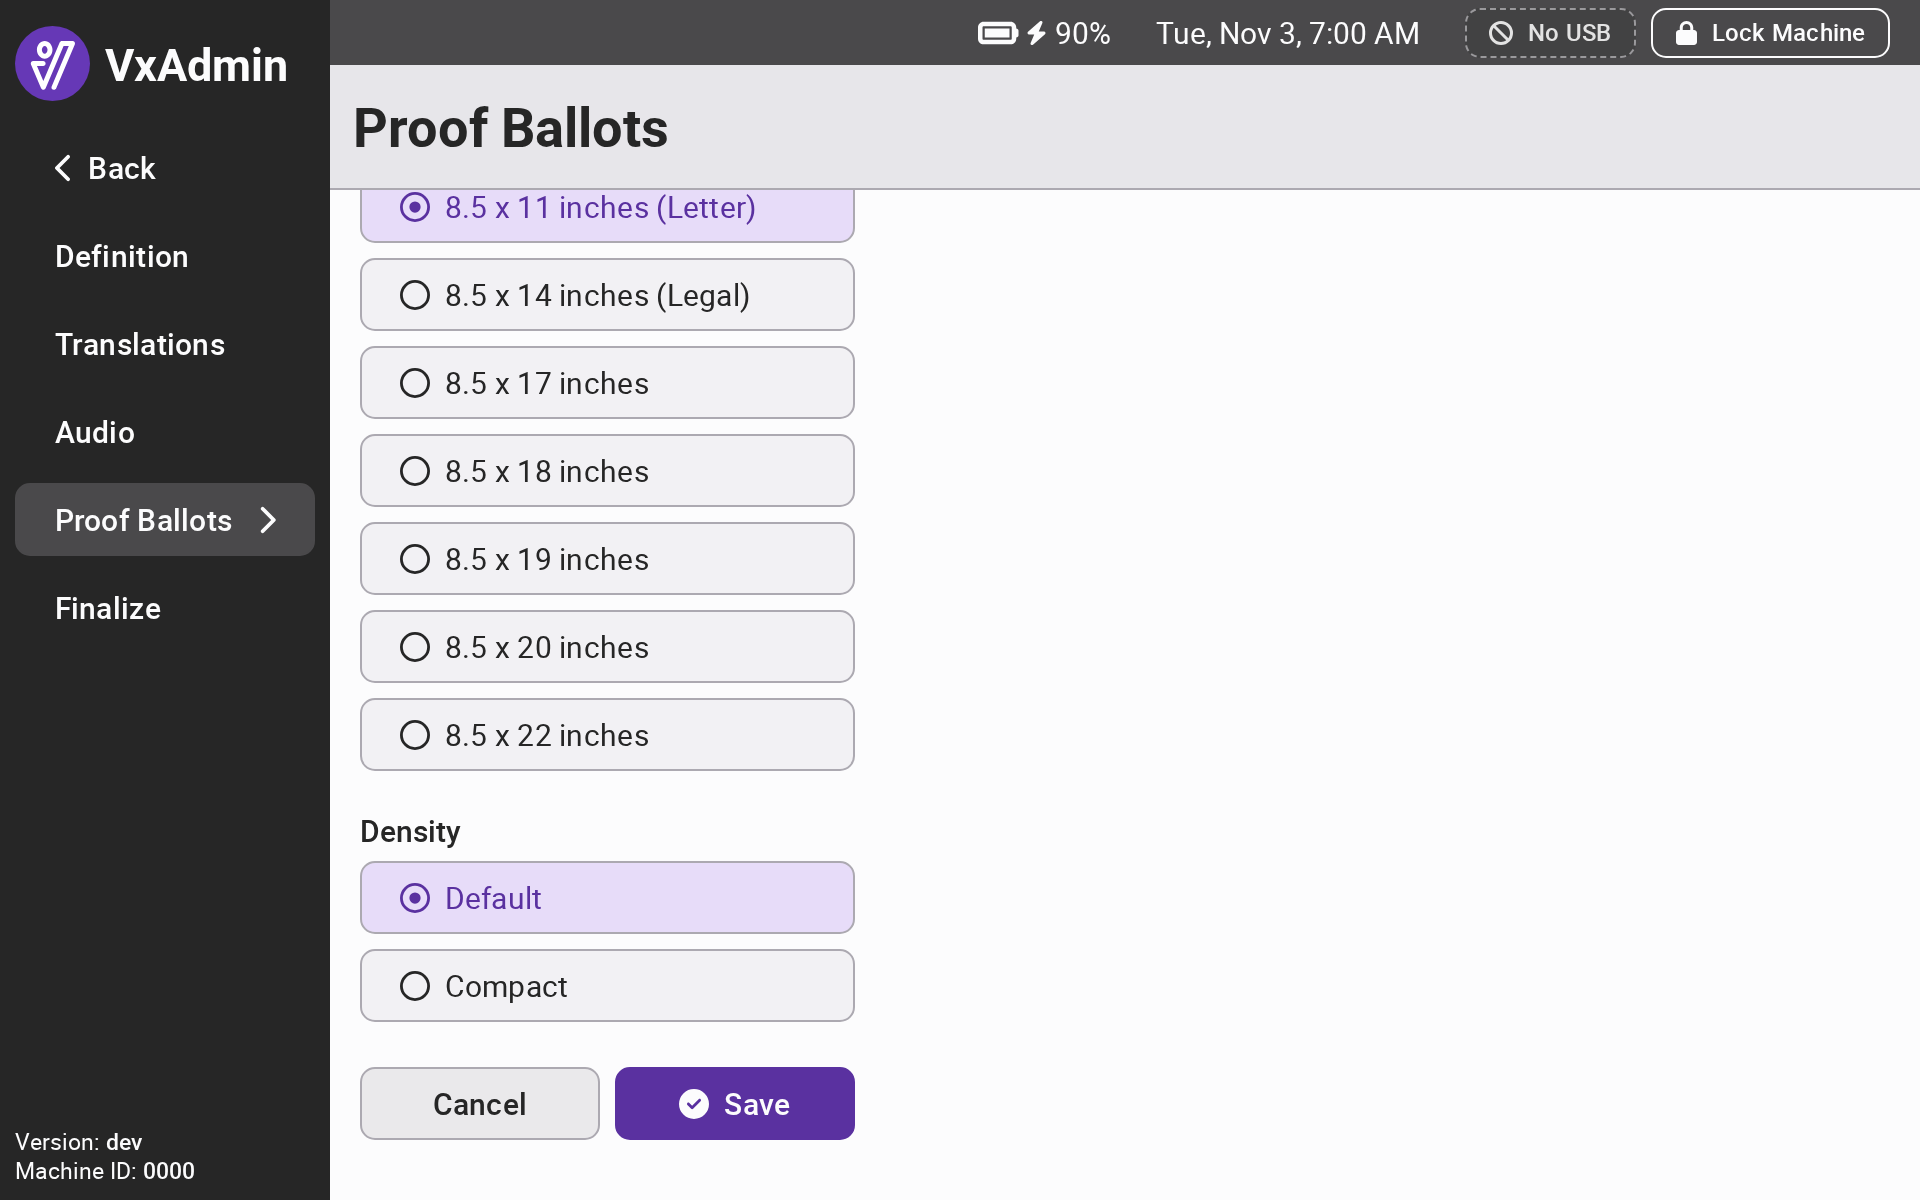 VxAdmin
90%
Tue, Nov 3, 7:00 AM
No USB
Lock Machine
Back
Definition
Translations
Audio
Proof Ballots
Finalize
Version: dev
Machine ID: 0000
Proof Ballots
8.5 x 11 inches (Letter)
8.5 x 14 inches (Legal)
8.5 x 17 inches
8.5 x 18 inches
8.5 x 19 inches
8.5 x 20 inches
8.5 x 22 inches
Density
Default
Compact
Cancel
Save